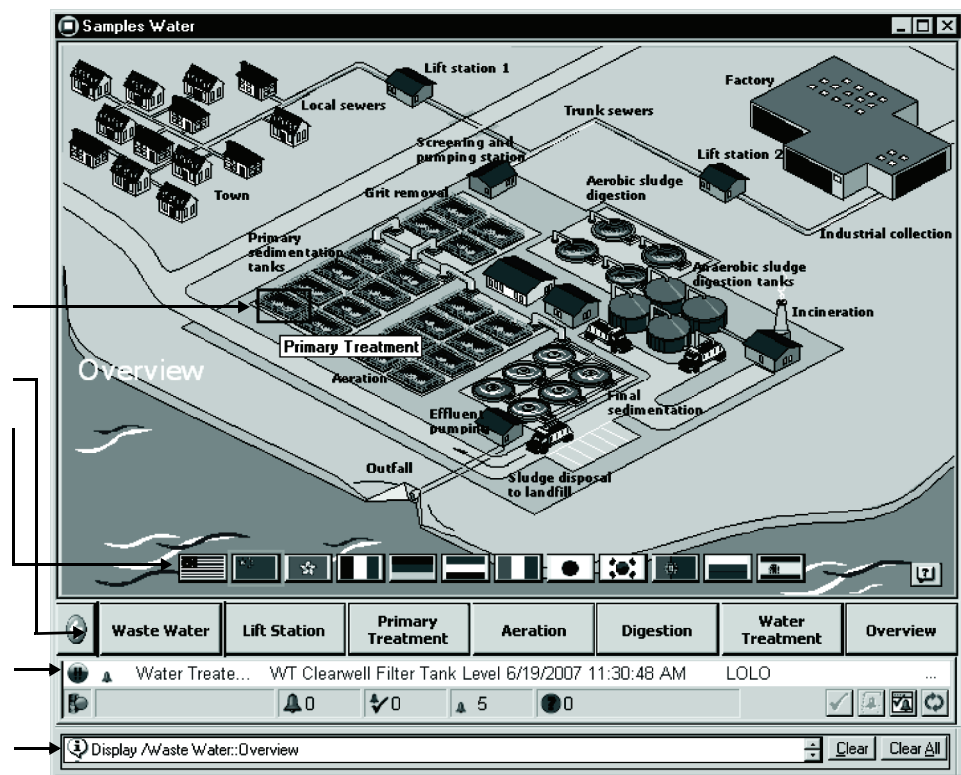 Samples Water
Lift station 1
Factory
Local sewers
Trunk sewers
Screening and
pumping station
Lift station 2
Aerobic sludge
digestion
Town
Grit removal
Primary
sedimentation
tanks
Industrial collection
Anaerobic sludge
digestion tanks
Incineration
Primary Treatment
Overview
Aeration
Final
sedimentation
Effluent
pumping
Outfall
Sludge disposal
to landfill
Waste Water
Lift Station
Primary
Treatment
Aeration
Digestion
Water
Treatment
Overview
Water Treate... WT Clearwell Filter Tank Level 6/19/2007 11:30:48 AM LOLO ...
0 0 5 0
Display /Waste Water::Overview
Clear
Clear All